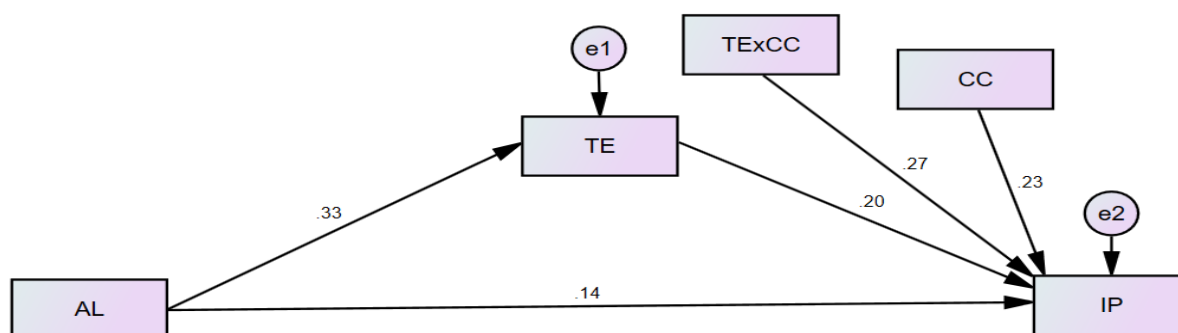 TExCC
e1
CC
TE
.27
.23
.33
.20
e2
AL
.14
IP